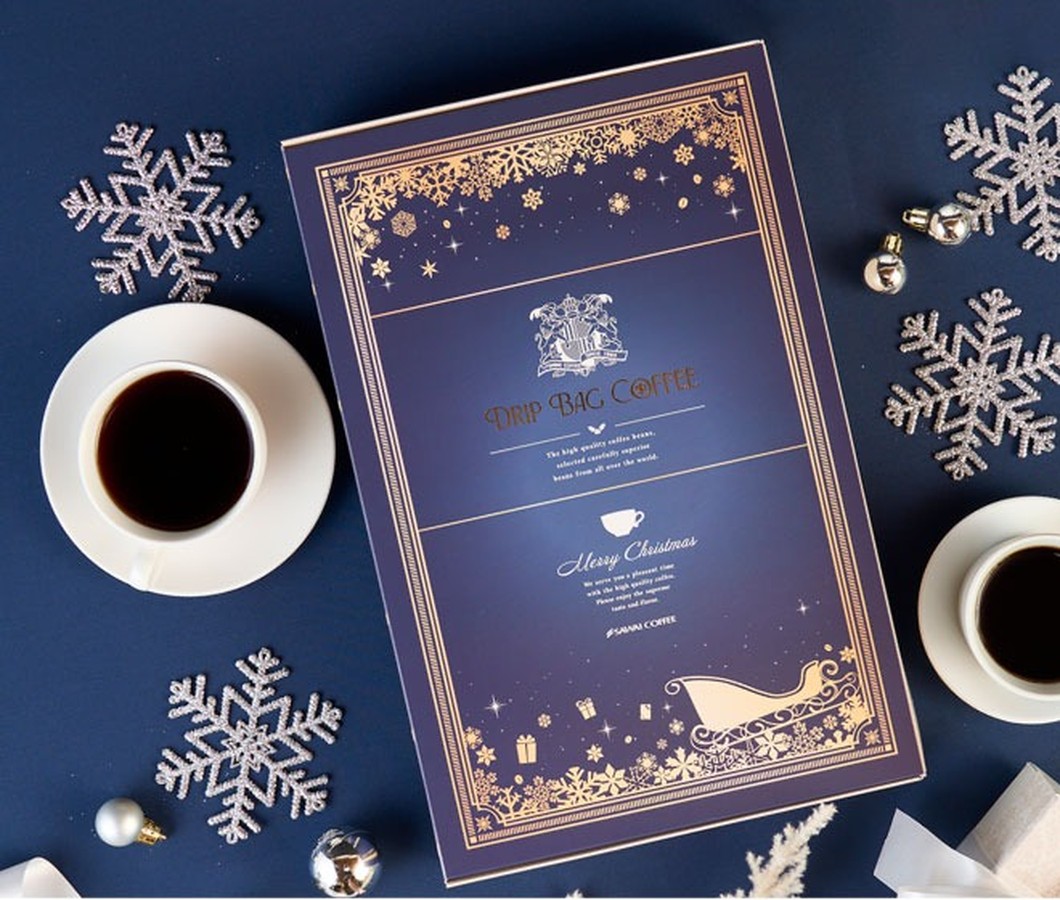 DRIP BAG COFFEE
The high quality coffee beans,
selected carefully superior
beans from all over the world.
Merry Christmas
We serve you a pleasant time
with the high quality coffee.
Please enjoy the supreme
taste and flavor.
SAWAI COFFEE